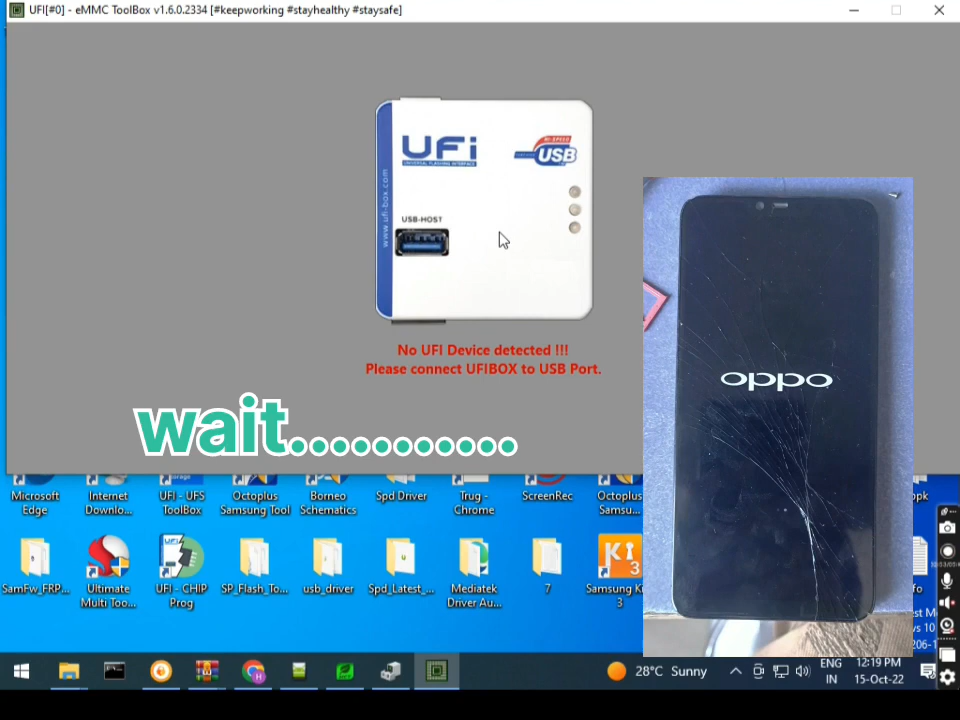 UFI[#0] - eMMC ToolBox v1.6.0.2334 [#keepworking #stayhealthy #staysafe]
UFi
UNIVERSAL FLASHING INTERFACE
HI-SPEED
USB
www.ufi-box.com
USB-HOST
No UFI Device detected !!!
Please connect UFIBOX to USB Port.
oppo
wait...........
Microsoft
Edge
Internet
Downlo...
UFI - UFS
ToolBox
Octoplus
Samsung Tool
Borneo
Schematics
Spd Driver
Trug -
Chrome
ScreenRec
Octoplus
Samsu...
SamFw_FRP...
Ultimate
Multi Too...
UFI - CHIP
Prog
SP_Flash_To...
usb_driver
Spd_Latest_...
Mediatek
Driver Au...
7
Samsung Ki
3
28°C Sunny
ENG
IN
12:19 PM
15-Oct-22